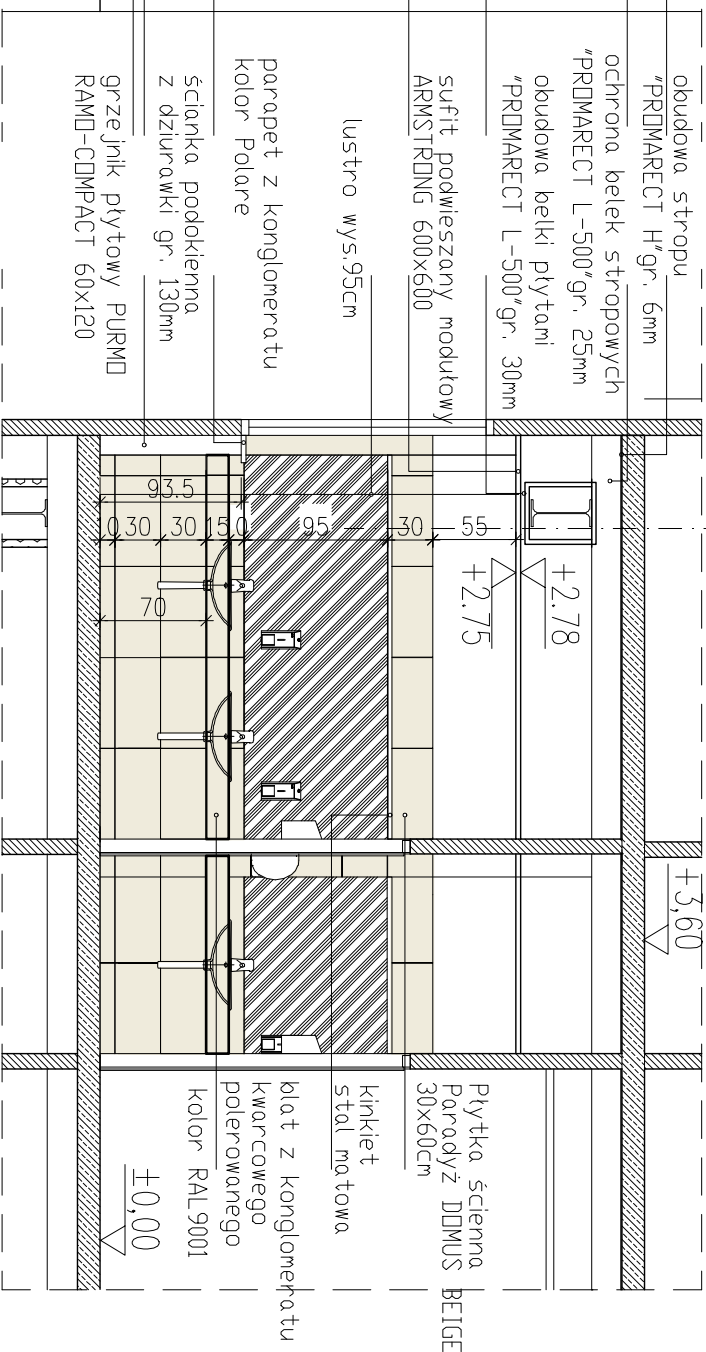 obudowa stropu
"PROMARECT H"gr. 6mm
ochrona belek stropowych
"PROMARECT L-500"gr. 25mm
obudowa belki płytami
"PROMARECT L-500"gr. 30mm
sufit podwieszany modułowy
ARMSTRONG 600x600
lustro wys.95cm
parapet z konglomeratu
kolor Polare
ścianka podokienna
z dziurawki gr. 130mm
grzejnik płytowy PURMO
RAMO-COMPACT 60x120
93.5
30
30
15
95
30
55
70
+2.78
+2.75
+3,60
Płytka ścienna
Paradyż DOMUS BEIGE
30x60cm
kinkiet
stal matowa
blat z konglomeratu
kwarcowego
polerowanego
kolor RAL 9001
±0,00